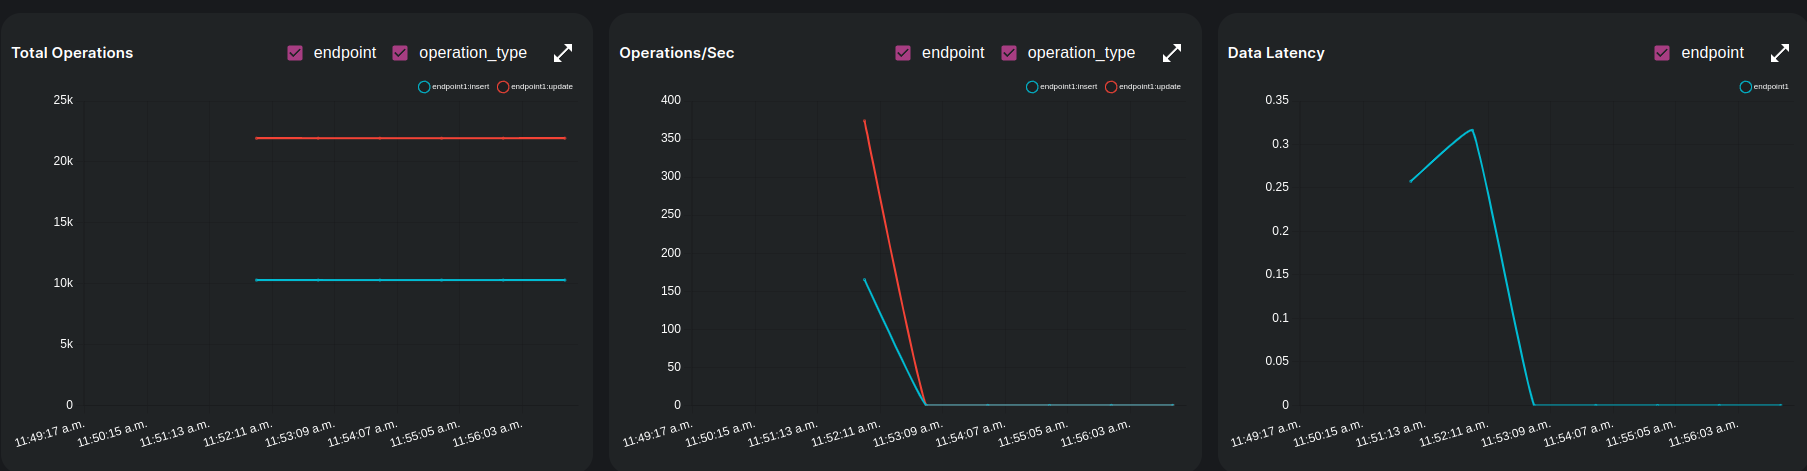 Total Operations endpoint operation_type
endpoint1:insert endpoint1:update
25k
20k
15k
10k
5k
0
11:49:17 a.m. 11:50:15 a.m. 11:51:13 a.m. 11:52:11 a.m. 11:53:09 a.m. 11:54:07 a.m. 11:55:05 a.m. 11:56:03 a.m.
Operations/Sec endpoint operation_type
endpoint1:insert endpoint1:update
400
350
300
250
200
150
100
50
0
11:49:17 a.m. 11:50:15 a.m. 11:51:13 a.m. 11:52:11 a.m. 11:53:09 a.m. 11:54:07 a.m. 11:55:05 a.m. 11:56:03 a.m.
Data Latency endpoint
endpoint1
0.35
0.3
0.25
0.2
0.15
0.1
0.05
0
11:49:17 a.m. 11:50:15 a.m. 11:51:13 a.m. 11:52:11 a.m. 11:53:09 a.m. 11:54:07 a.m. 11:55:05 a.m. 11:56:03 a.m.